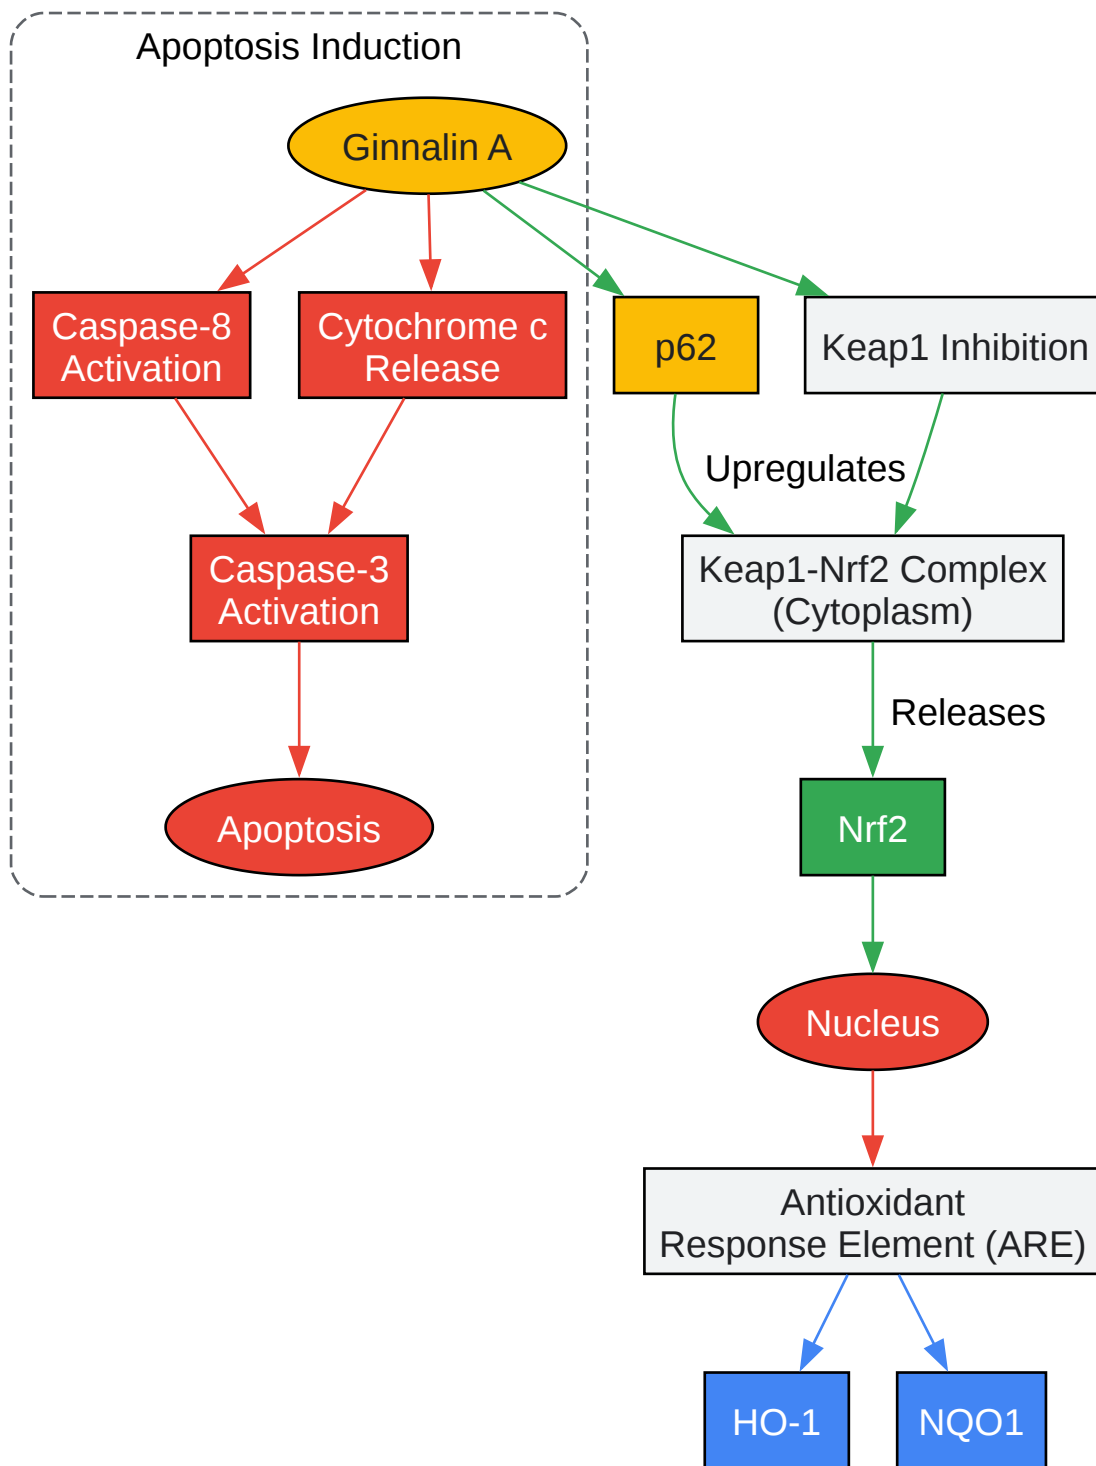 Apoptosis Induction
Ginnalin A
Caspase-8
Activation
Cytochrome c
Release
p62
Keap1 Inhibition
Upregulates
Caspase-3
Activation
Keap1-Nrf2 Complex
(Cytoplasm)
Releases
Apoptosis
Nrf2
Nucleus
Antioxidant
Response Element (ARE)
HO-1
NQO1